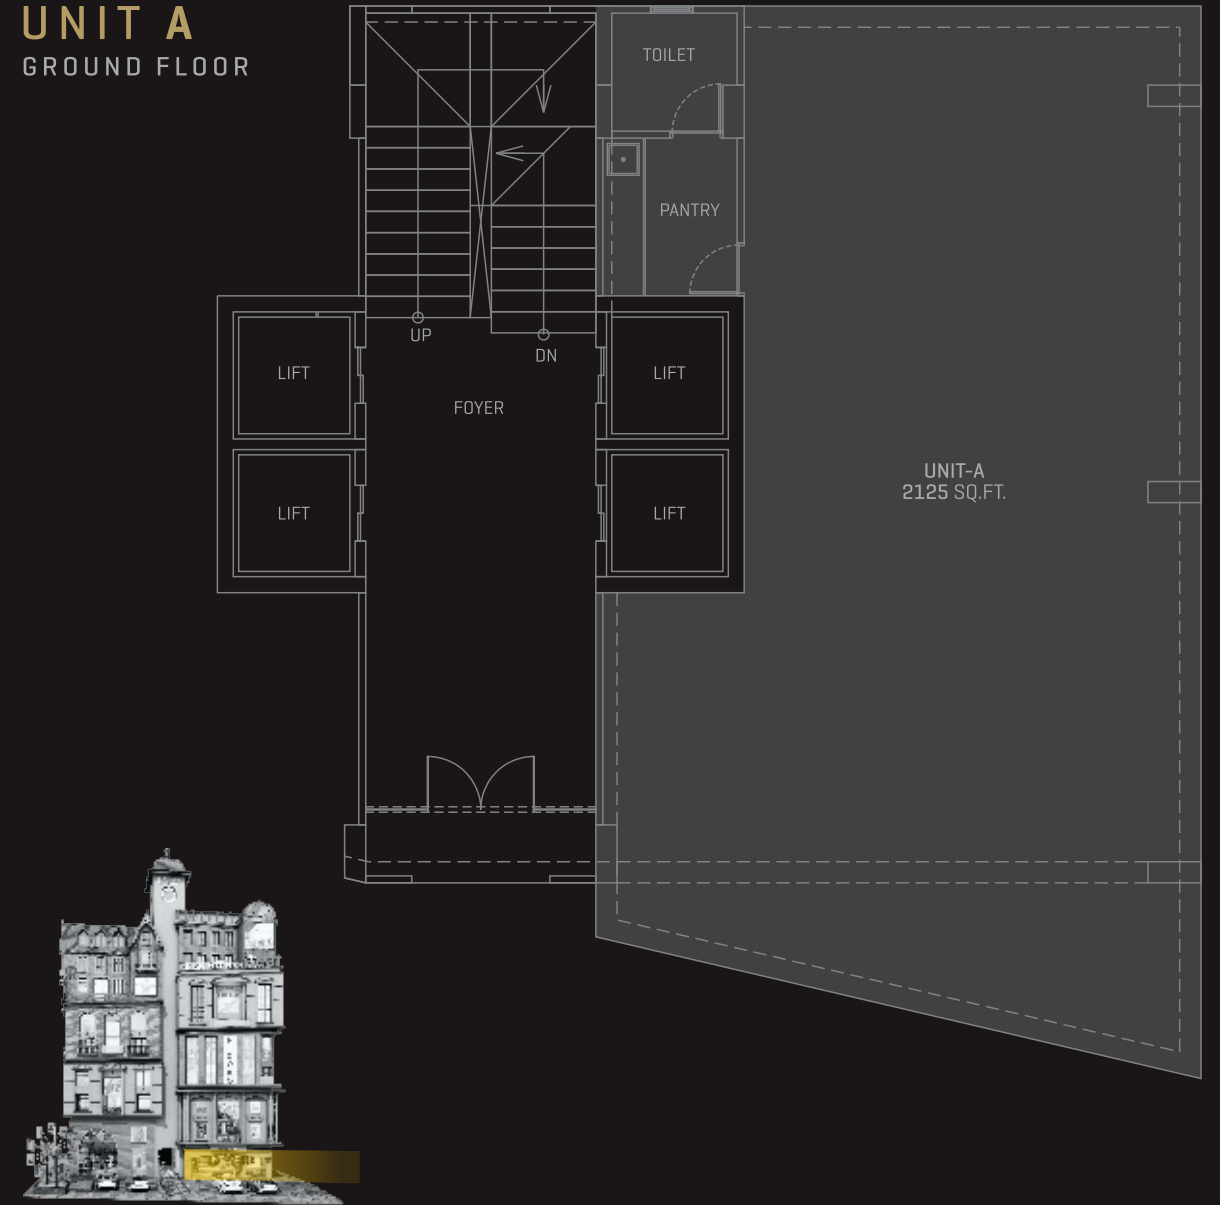 UNIT A
GROUND FLOOR
TOILET
PANTRY
UP
DN
LIFT
LIFT
FOYER
UNIT-A
2125 SQ.FT.
LIFT
LIFT